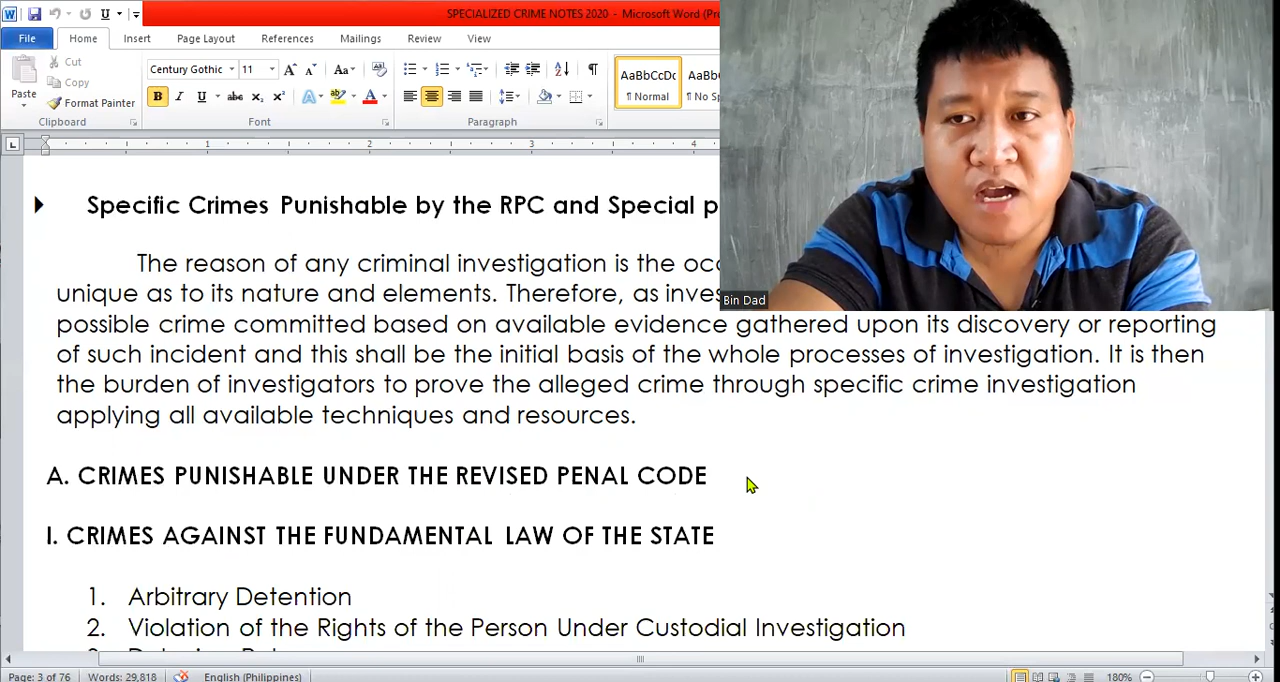 SPECIALIZED CRIME NOTES 2020 - Microsoft Word (Pro
File Home Insert Page Layout References Mailings Review View
Cut
Copy
Format Painter
Paste
Century Gothic 11
Clipboard Font Paragraph
AaBbCcDc AaBb
¶ Normal ¶ No Sp
1 2 3 4
Specific Crimes Punishable by the RPC and Special p
The reason of any criminal investigation is the occ
unique as to its nature and elements. Therefore, as inves
possible crime committed based on available evidence gathered upon its discovery or reporting
of such incident and this shall be the initial basis of the whole processes of investigation. It is then
the burden of investigators to prove the alleged crime through specific crime investigation
applying all available techniques and resources.
A. CRIMES PUNISHABLE UNDER THE REVISED PENAL CODE
I. CRIMES AGAINST THE FUNDAMENTAL LAW OF THE STATE
1. Arbitrary Detention
2. Violation of the Rights of the Person Under Custodial Investigation
Bin Dad
Page: 3 of 76 Words: 29,818 English (Philippines) 180%